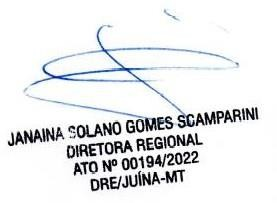 JANAINA SOLANO GOMES SCAMPARINI
DIRETORA REGIONAL
ATO Nº 00194/2022
DRE/JUÍNA-MT